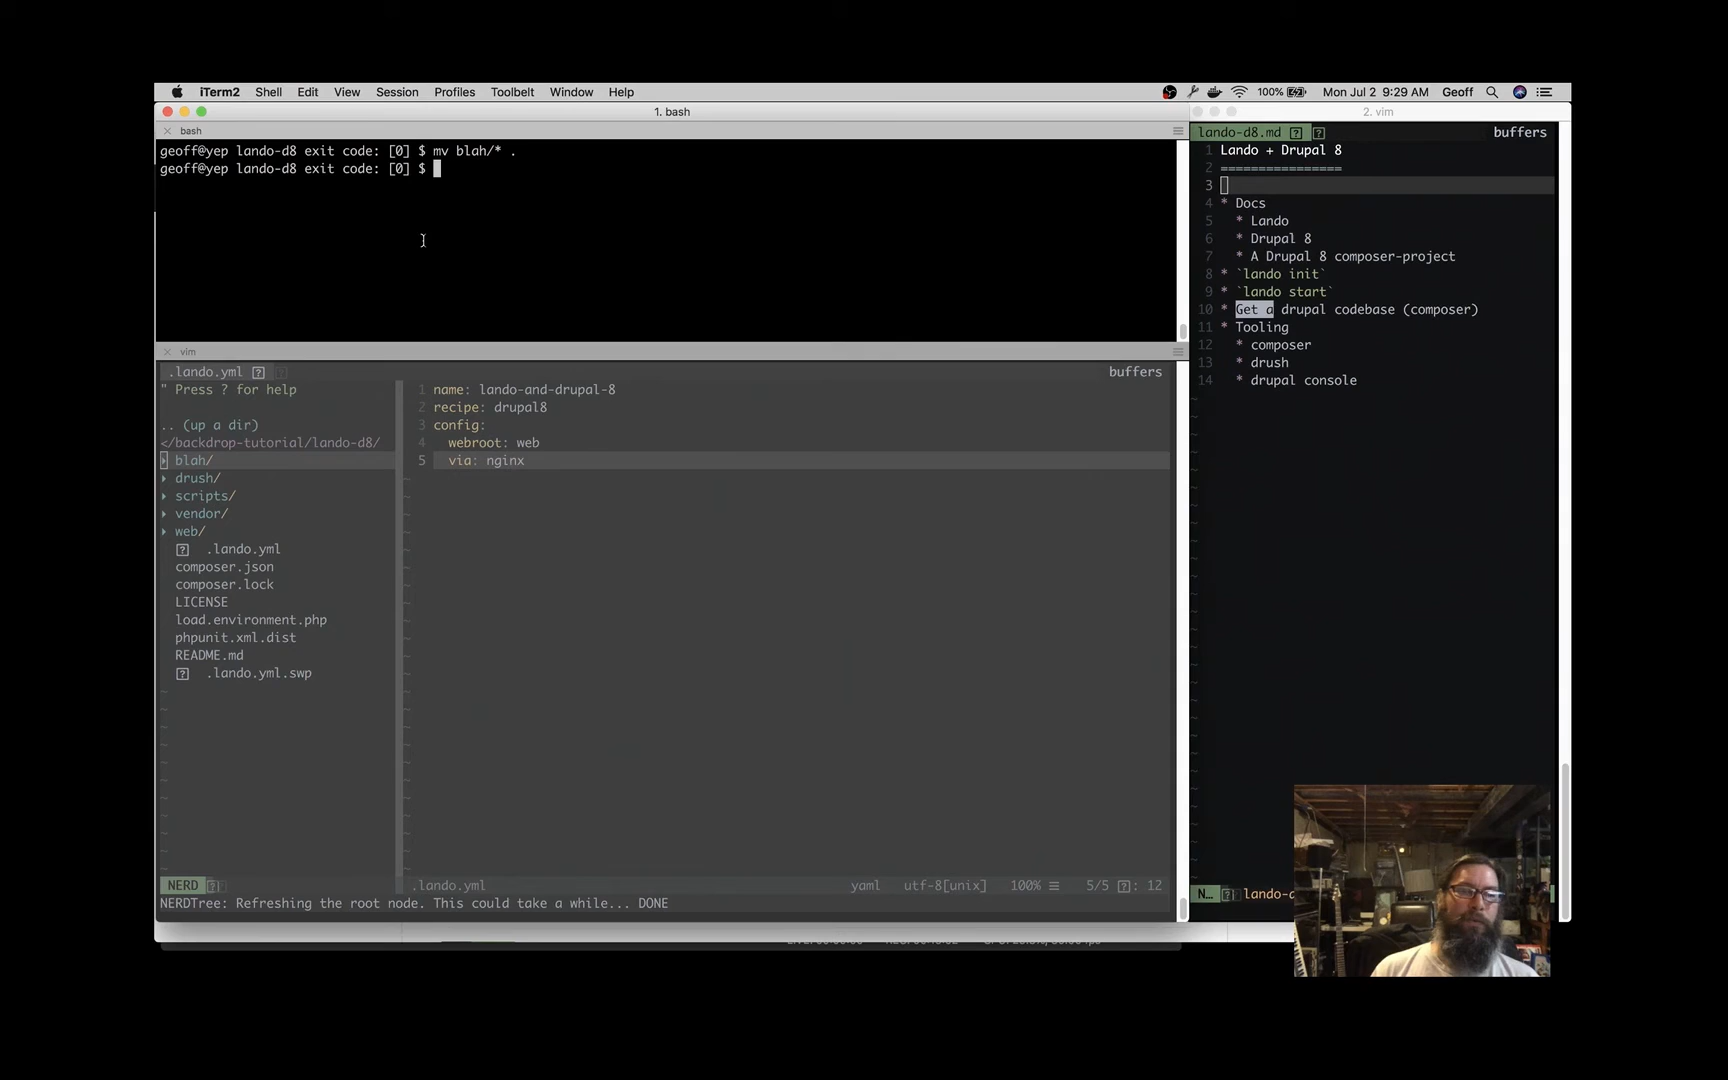 iTerm2 Shell Edit View Session Profiles Toolbelt Window Help 100% Mon Jul 2 9:29 AM Geoff
1. bash
bash
geoff@yep lando-d8 exit code: [0] $ mv blah/* .
geoff@yep lando-d8 exit code: [0] $
vim
.lando.yml [?] buffers
" Press ? for help
.. (up a dir)
</backdrop-tutorial/lando-d8/
blah/
drush/
scripts/
vendor/
web/
.lando.yml
composer.json
composer.lock
LICENSE
load.environment.php
phpunit.xml.dist
README.md
.lando.yml.swp
1 name: lando-and-drupal-8
2 recipe: drupal8
3 config:
4 webroot: web
5 via: nginx
NERD .lando.yml yaml utf-8[unix] 100% 5/5 : 12
NERDTree: Refreshing the root node. This could take a while... DONE
2. vim
lando-d8.md [?] buffers
1 Lando + Drupal 8
2 ================
3
4 * Docs
5 * Lando
6 * Drupal 8
7 * A Drupal 8 composer-project
8 * `lando init`
9 * `lando start`
10 * Get a drupal codebase (composer)
11 * Tooling
12 * composer
13 * drush
14 * drupal console
N...